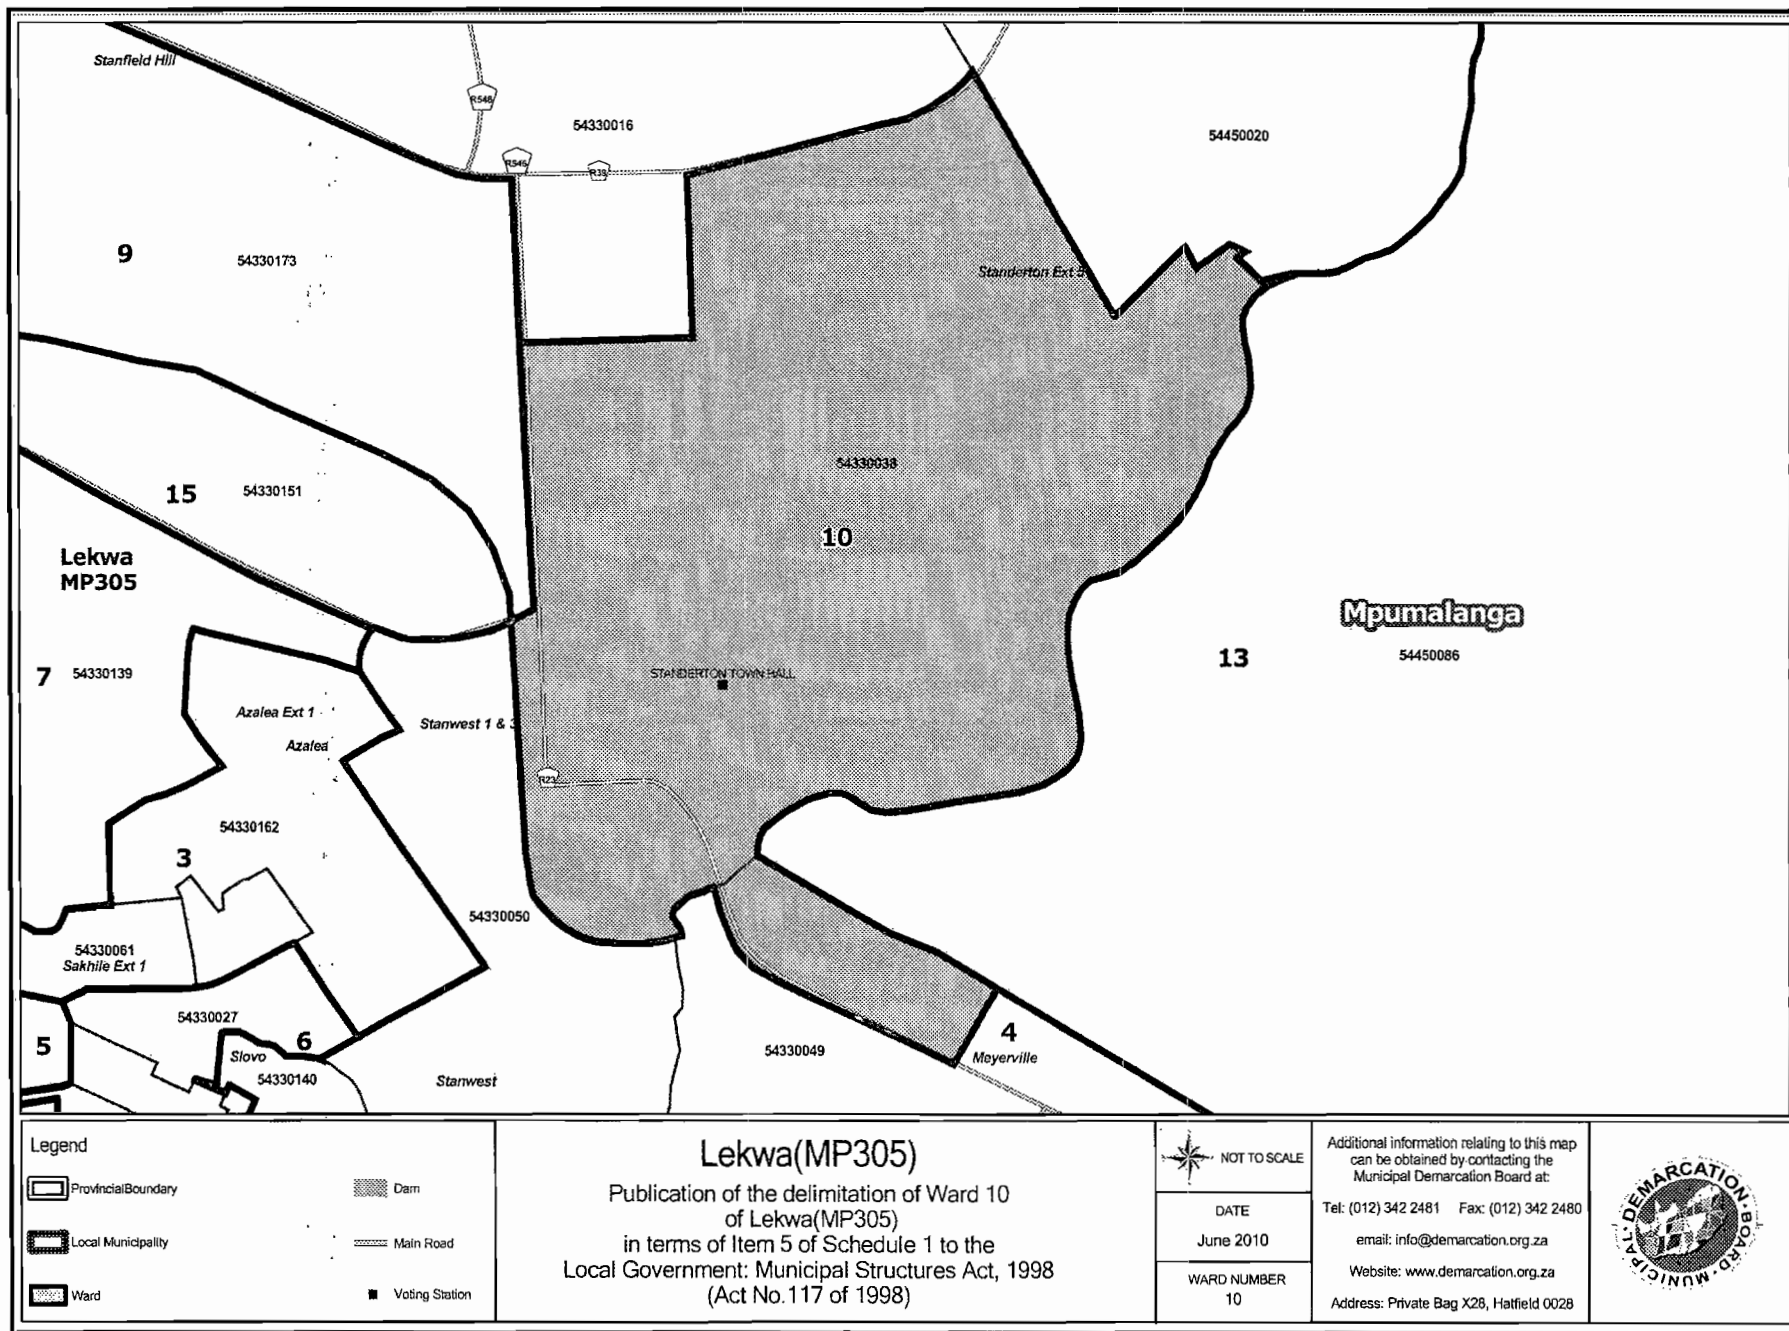 Stanfield Hill
R546
54330016
54450020
R546
R39
9
54330173
Standerton Ext 5
54330038
15
54330151
10
Lekwa
MP305
Mpumalanga
54450086
13
7
54330139
STANDERTON TOWN HALL
Azalea Ext 1
Stanwest 1 & 3
Azalea
R23
54330162
3
54330050
54330061
Sakhile Ext 1
54330027
5
6
4
Slovo
54330049
Meyerville
54330140
Stanwest
Legend
ProvincialBoundary
Dam
Local Municipality
Main Road
Ward
Voting Station
Lekwa(MP305)
Publication of the delimitation of Ward 10
of Lekwa(MP305)
in terms of Item 5 of Schedule 1 to the
Local Government: Municipal Structures Act, 1998
(Act No.117 of 1998)
NOT TO SCALE
DATE
June 2010
WARD NUMBER
10
Additional information relating to this map
can be obtained by contacting the
Municipal Demarcation Board at:
Tel: (012) 342 2481 Fax: (012) 342 2480
email: info@demarcation.org.za
Website: www.demarcation.org.za
Address: Private Bag X28, Hatfield 0028
MUNICIPAL • DEMARCATION • BOARD